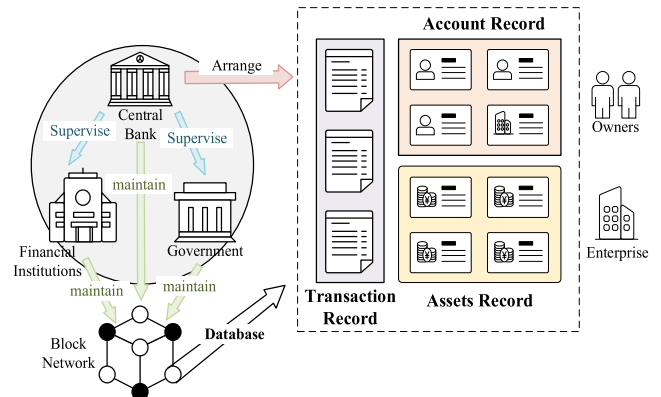 Account Record
Arrange
Central
Bank
Supervise
Supervise
maintain
Owners
Financial
Institutions
Government
Enterprise
maintain
maintain
Transaction
Record
Assets Record
Database
Block
Network
¥
¥
¥
¥